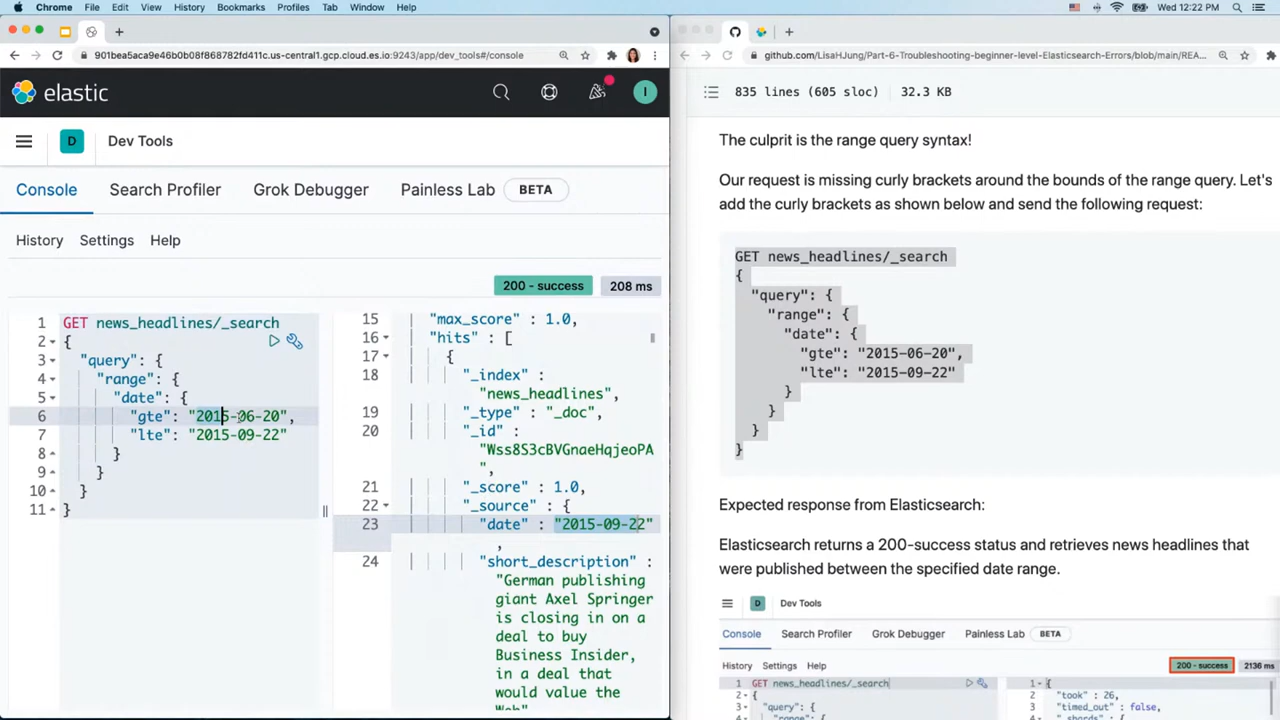 Chrome File Edit View History Bookmarks Profiles Tab Window Help
Wed 12:22 PM
901bea5aca9e46b0b08f868782fd411c.us-central1.gcp.cloud.es.io:9243/app/dev_tools#/console
elastic
I
D Dev Tools
Console Search Profiler Grok Debugger Painless Lab BETA
History Settings Help
200 - success 208 ms
1 GET news_headlines/_search
2 {
3 "query": {
4 "range": {
5 "date": {
6 "gte": "2015-06-20",
7 "lte": "2015-09-22"
8 }
9 }
10 }
11 }
15 "max_score" : 1.0,
16 "hits" : [
17 {
18 "_index" :
"news_headlines",
19 "_type" : "_doc",
20 "_id" :
"Wss8S3cBVGnaeHqjeoPA
",
21 "_score" : 1.0,
22 "_source" : {
23 "date" : "2015-09-22"
,
24 "short_description" :
"German publishing
giant Axel Springer
is closing in on a
deal to buy
Business Insider,
in a deal that
would value the
Web"
github.com/LisaHJung/Part-6-Troubleshooting-beginner-level-Elasticsearch-Errors/blob/main/REA...
835 lines (605 sloc) 32.3 KB
The culprit is the range query syntax!
Our request is missing curly brackets around the bounds of the range query. Let's
add the curly brackets as shown below and send the following request:
GET news_headlines/_search
{
"query": {
"range": {
"date": {
"gte": "2015-06-20",
"lte": "2015-09-22"
}
}
}
}
Expected response from Elasticsearch:
Elasticsearch returns a 200-success status and retrieves news headlines that
were published between the specified date range.
D Dev Tools
Console Search Profiler Grok Debugger Painless Lab BETA
History Settings Help
200 - success 2136 ms
1 GET news_headlines/_search
2 {
3 "query": {
4 "range": {
1 {
2 "took" : 26,
3 "timed_out" : false,
4 "_shards" : {